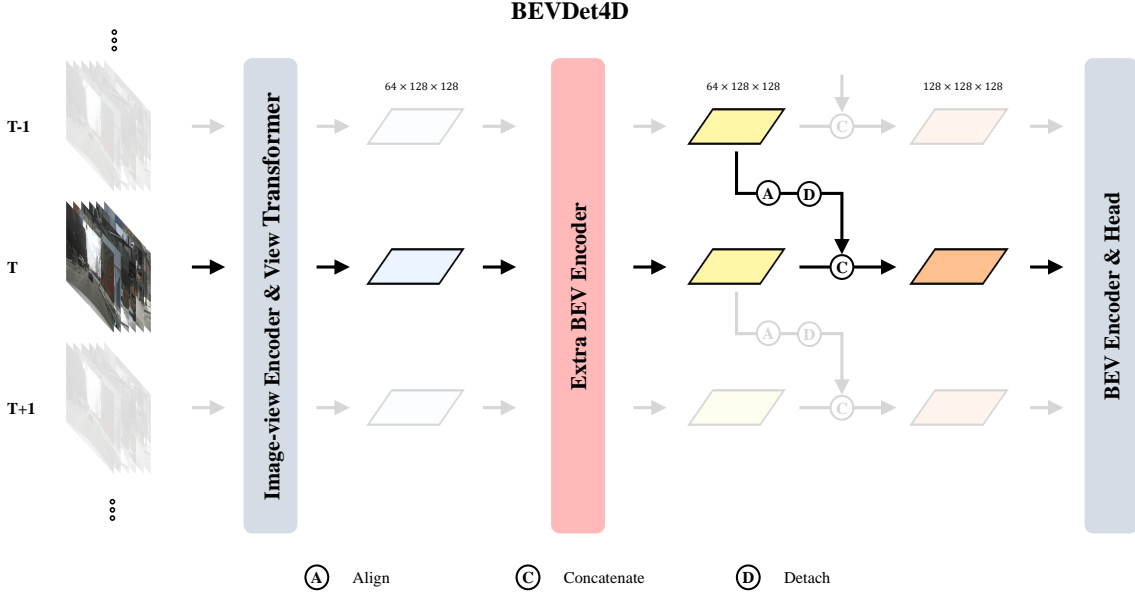 BEVDet4D
64 × 128 × 128
64 × 128 × 128
128 × 128 × 128
T-1
C
A
D
T
C
A
D
T+1
C
Image-view Encoder & View Transformer
Extra BEV Encoder
BEV Encoder & Head
A Align
C Concatenate
D Detach